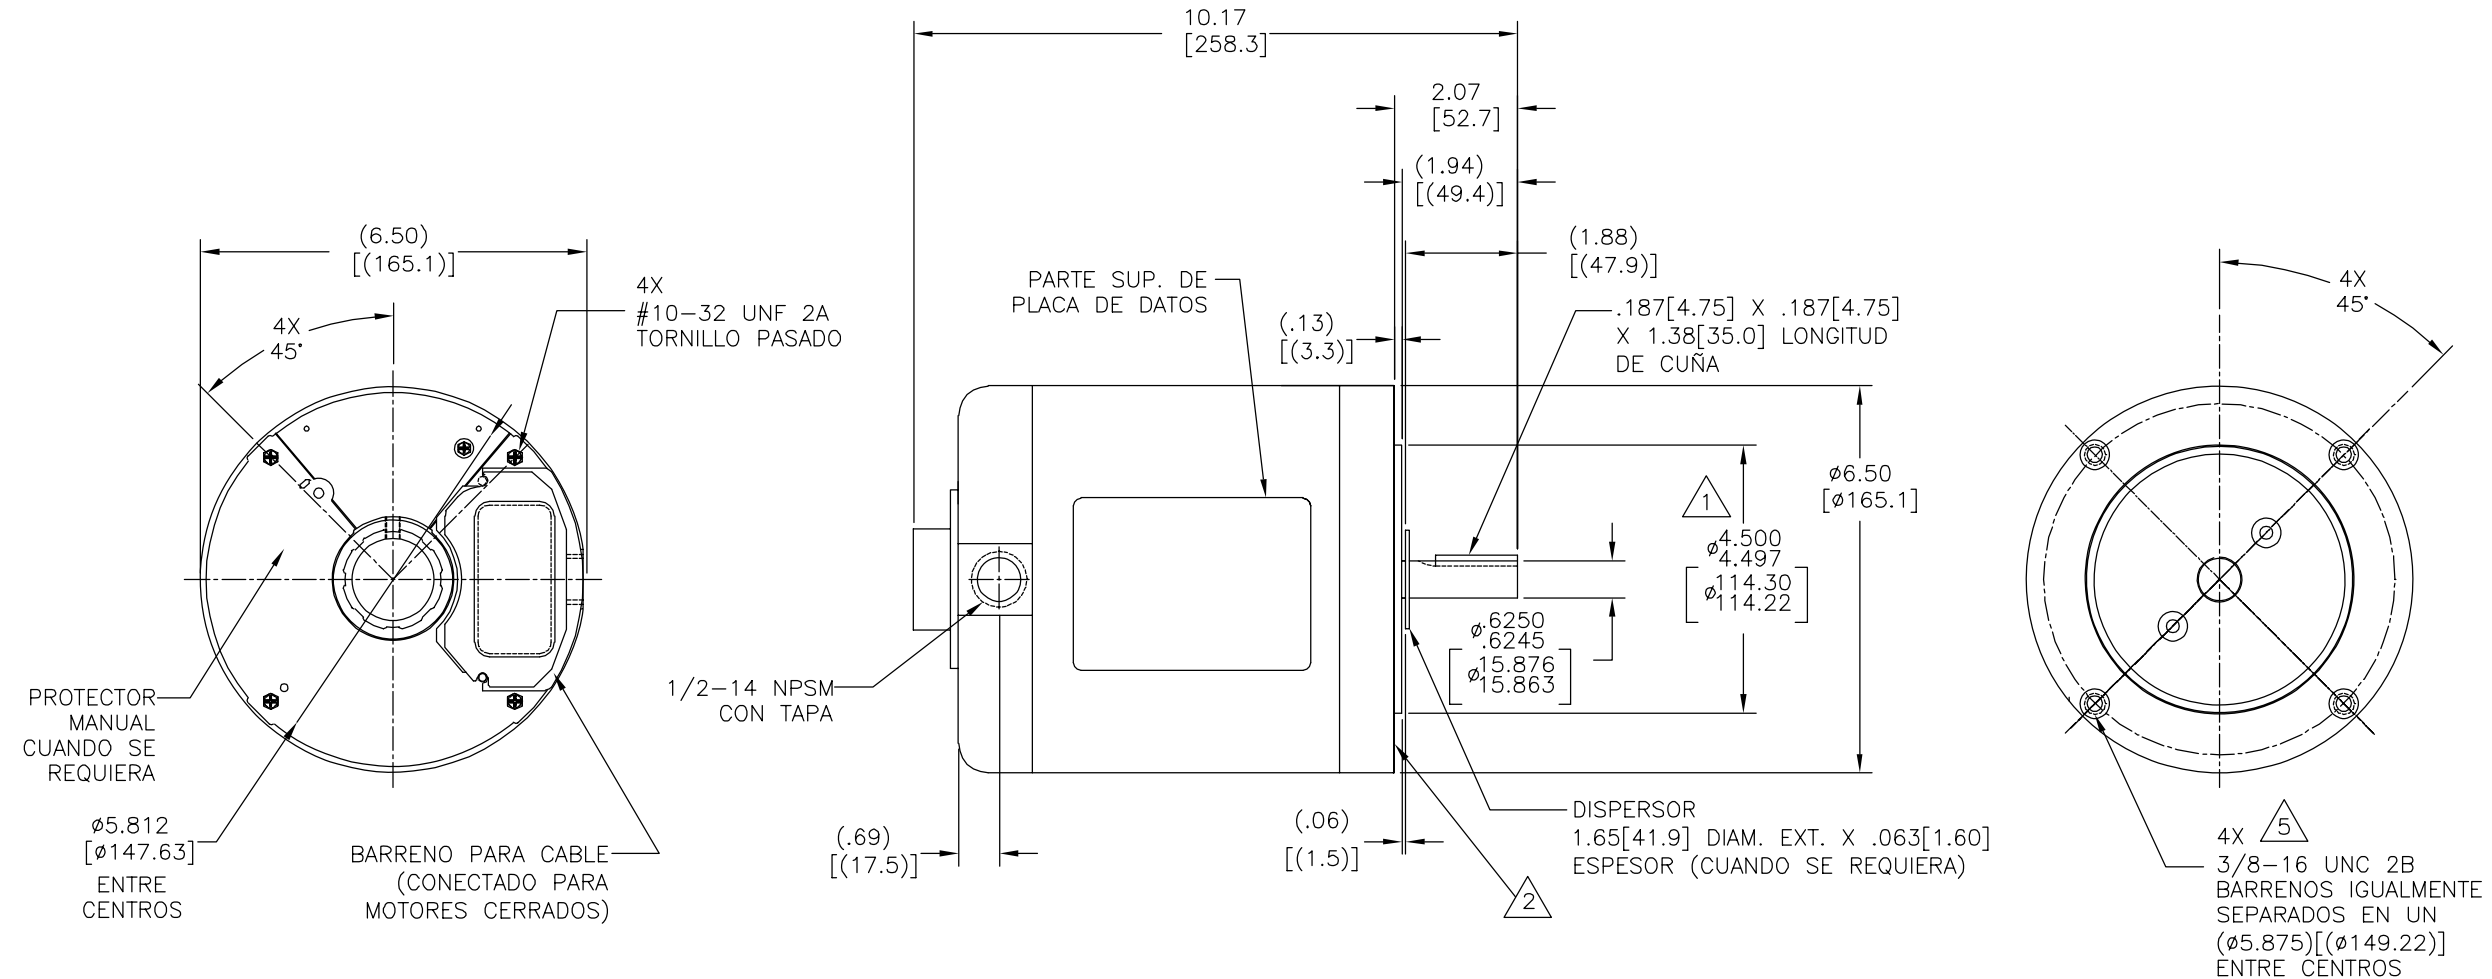 10.17
[258.3]
2.07
[52.7]
(1.94)
[(49.4)]
(6.50)
[(165.1)]
(1.88)
[(47.9)]
4X
45°
4X
#10-32 UNF 2A
TORNILLO PASADO
PARTE SUP. DE
PLACA DE DATOS
(.13)
[(3.3)]
.187[4.75] X .187[4.75]
X 1.38[35.0] LONGITUD
DE CUÑA
4X
45°
ø6.50
[ø165.1]
1
ø4.500
4.497
[ø114.30
114.22]
ø.6250
.6245
[ø15.876
15.863]
1/2-14 NPSM
CON TAPA
PROTECTOR
MANUAL
CUANDO SE
REQUIERA
ø5.812
[ø147.63]
ENTRE
CENTROS
BARRENO PARA CABLE
(CONECTADO PARA
MOTORES CERRADOS)
(.69)
[(17.5)]
(.06)
[(1.5)]
DISPERSOR
1.65[41.9] DIAM. EXT. X .063[1.60]
ESPESOR (CUANDO SE REQUIERA)
2
4X 5
3/8-16 UNC 2B
BARRENOS IGUALMENTE
SEPARADOS EN UN
(ø5.875)[(ø149.22)]
ENTRE CENTROS